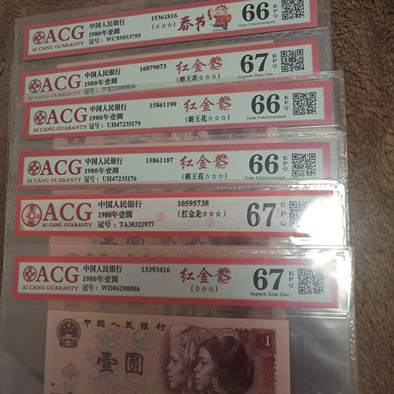 ACG
AI CANG GUARANTY
中国人民银行 15361816
1980年壹圆 (☆☆☆)
冠号: WC95053799
春节
66 EPQ
Gem Uncirculated
ACG
AI CANG GUARANTY
中国人民银行 16079073
1980年壹圆 (霸王花☆☆☆)
红金龙
67 EPQ
Superb Gem Unc
ACG
AI CANG GUARANTY
中国人民银行 15861190
1980年壹圆 (霸王花☆☆☆)
冠号: UH47235179
红金龙
66 EPQ
Gem Uncirculated
ACG
AI CANG GUARANTY
中国人民银行 15861187
1980年壹圆 (霸王花☆☆☆)
冠号: UH47235176
红金龙
66 EPQ
Gem Uncirculated
ACG
中国人民银行 10595738
1980年壹圆 (红金龙☆☆☆)
冠号: TA38321977
67 EPQ
ACG
AI CANG GUARANTY
中国人民银行 13393416
1980年壹圆 (☆☆☆)
冠号: WD06298086
红金龙
67 EPQ
Superb Gem Unc
中国人民银行
壹圆
1